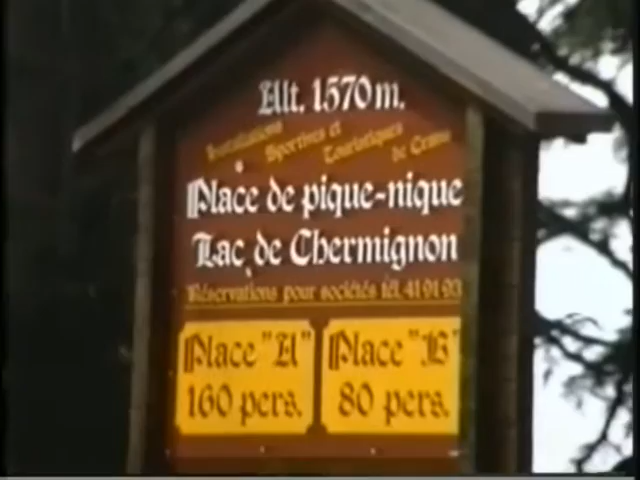 Alt. 1570 m.
Installations Sportives et Touristiques de Crans
Place de pique-nique
Lac de Chermignon
Réservations pour sociétés tél. 41 91 93
Place "A" Place "B"
160 pers. 80 pers.